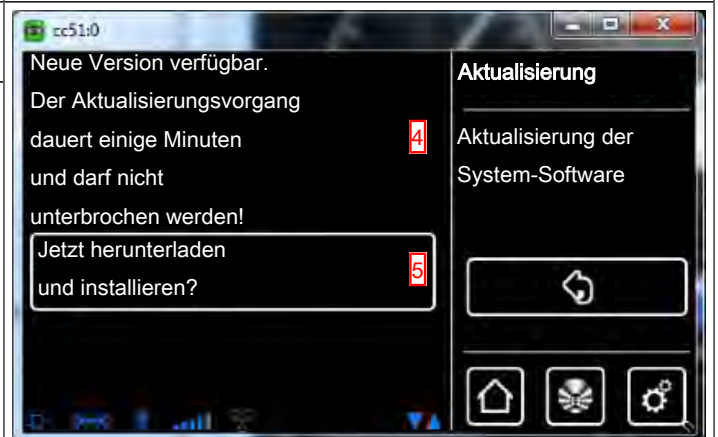 cc51:0
Neue Version verfügbar.
Der Aktualisierungsvorgang
dauert einige Minuten
4
und darf nicht
unterbrochen werden!
Jetzt herunterladen
5
und installieren?
Aktualisierung
Aktualisierung der
System-Software